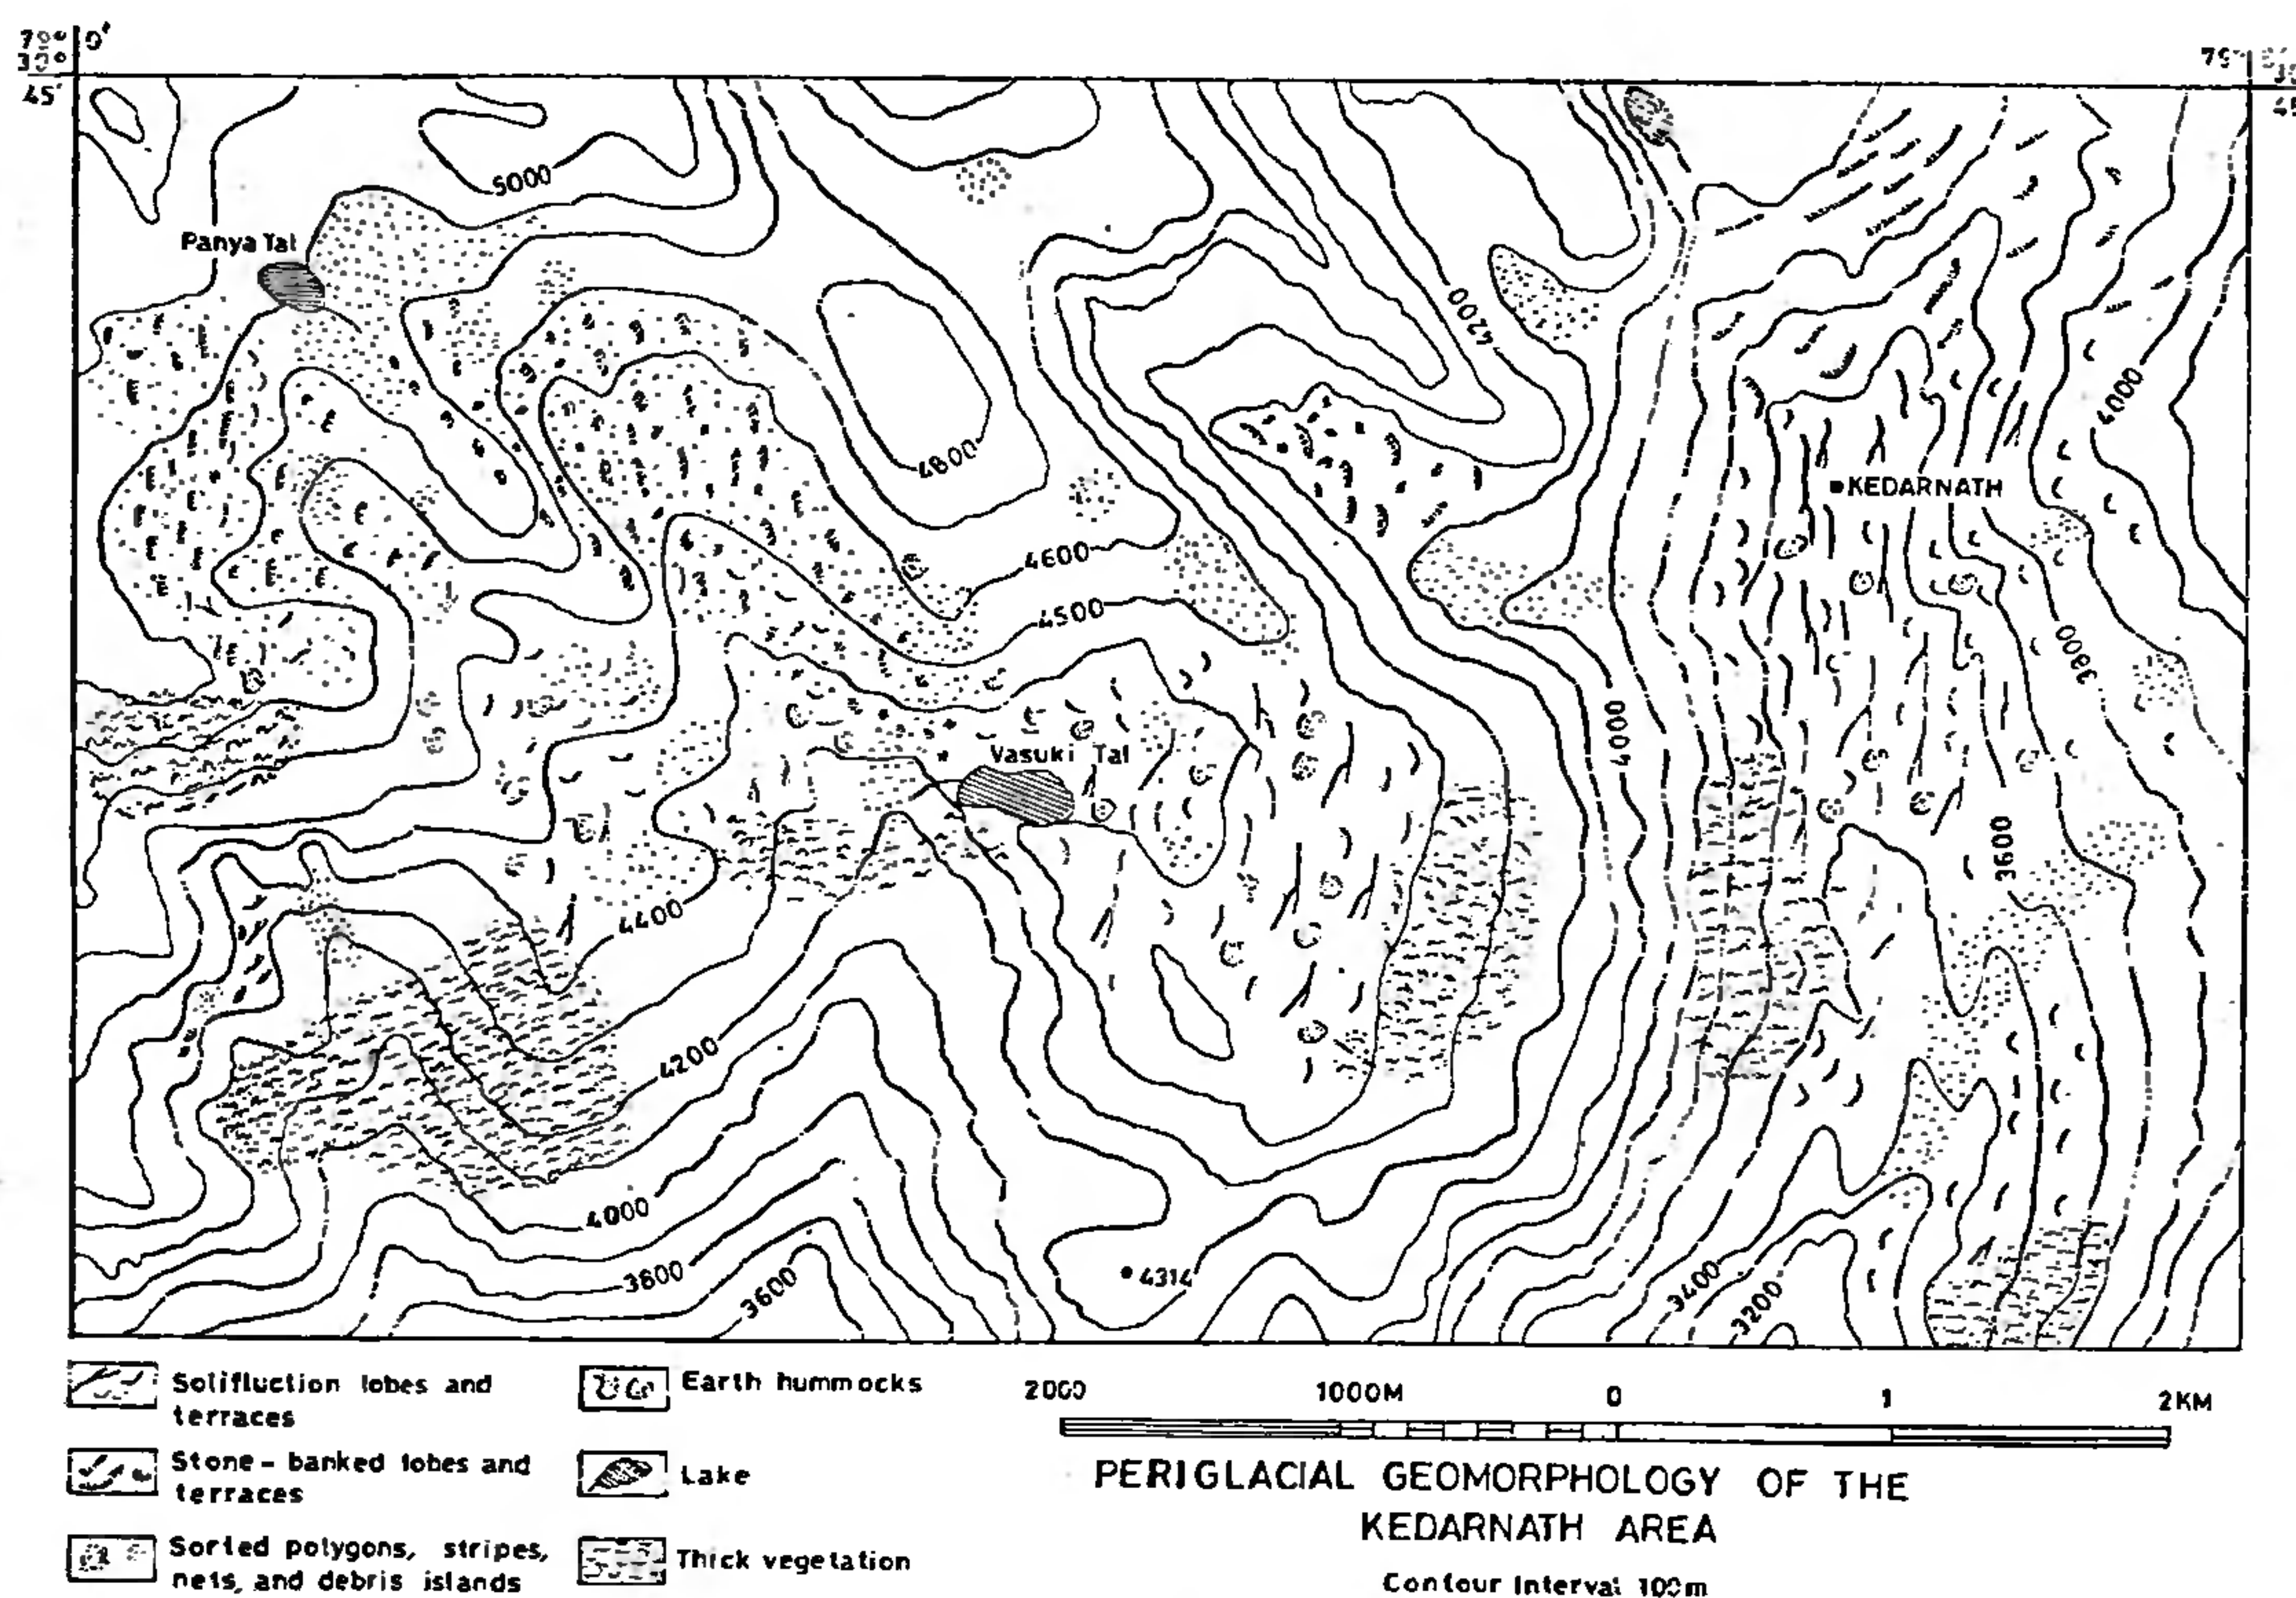 79° 0'
30°
45'
5000
Panya Tal
4200
4000
4800
KEDARNATH
4600
4500
3800
4000
Vasuki Tal
3600
4400
4200
4000
3800
3600
4314
3400
3200
Solifluction lobes and
terraces
Stone-banked lobes and
terraces
Sorted polygons, stripes,
nets, and debris islands
Earth hummocks
Lake
Thick vegetation
2000 1000M 0 1 2KM
PERIGLACIAL GEOMORPHOLOGY OF THE
KEDARNATH AREA
Contour Interval 100m